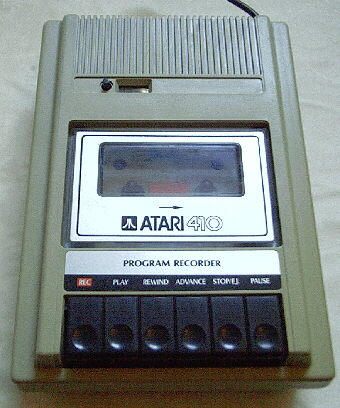 ATARI 410
PROGRAM RECORDER
REC PLAY REWIND ADVANCE STOP/EJ. PAUSE